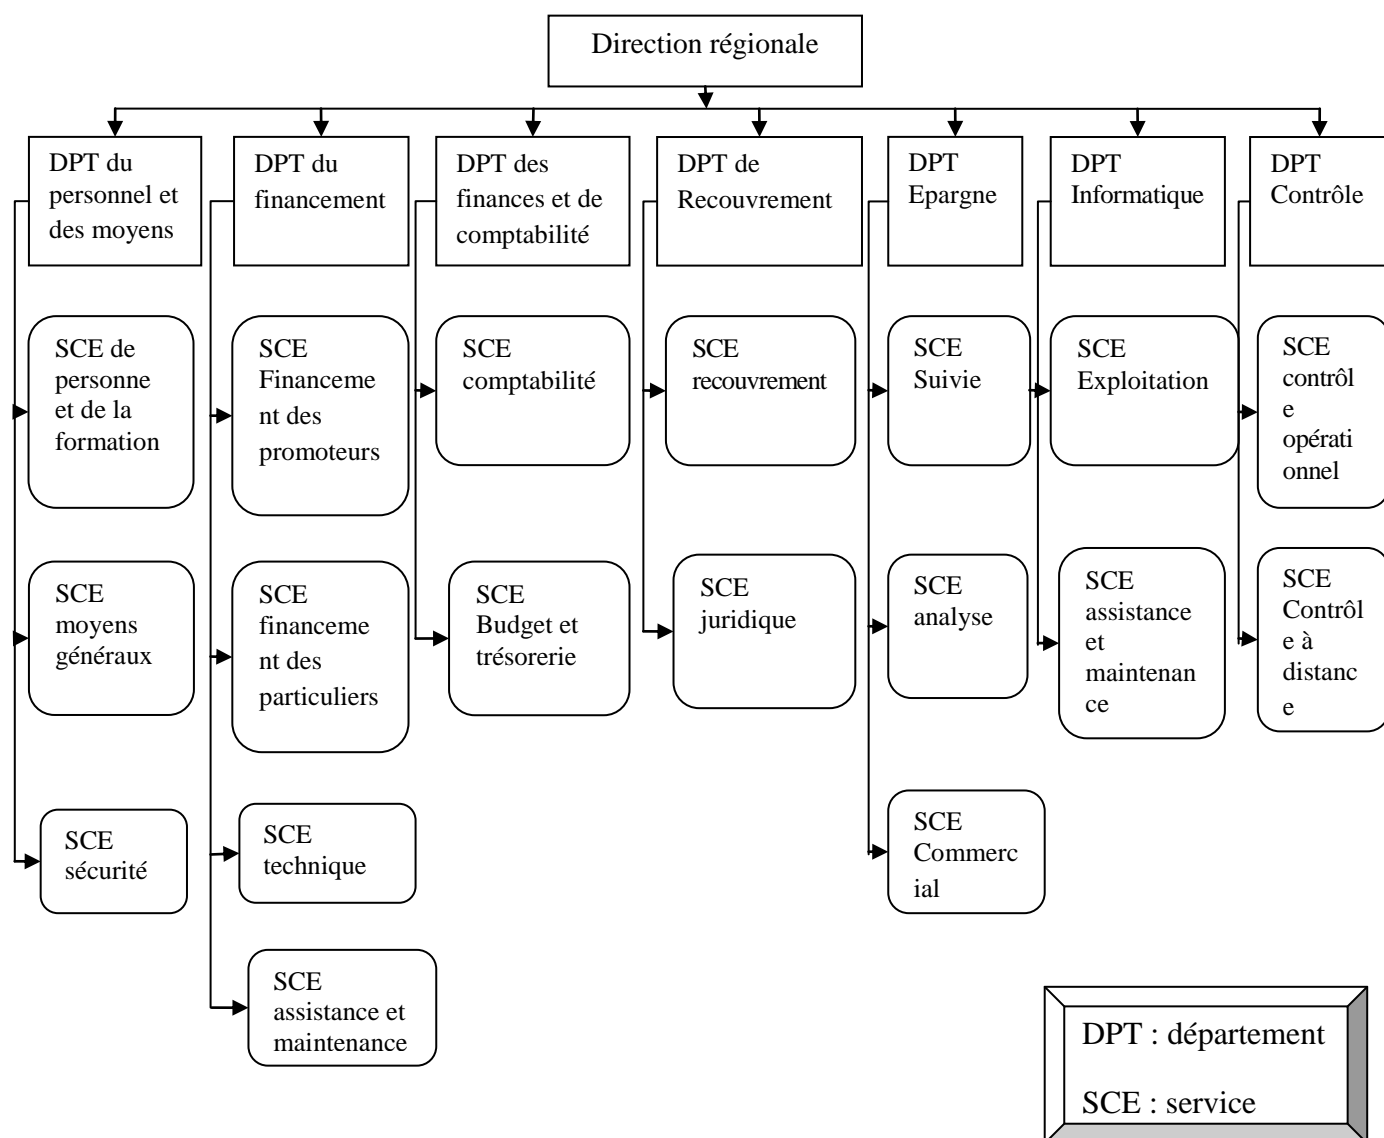 Direction régionale
DPT du
personnel et
des moyens
DPT du
financement
DPT des
finances et de
comptabilité
DPT de
Recouvrement
DPT
Epargne
DPT
Informatique
DPT
Contrôle
SCE de
personne
et de la
formation
SCE
Financeme
nt des
promoteurs
SCE
comptabilité
SCE
recouvrement
SCE
Suivie
SCE
Exploitation
SCE
contrôl
e
opérati
onnel
SCE
moyens
généraux
SCE
financeme
nt des
particuliers
SCE
Budget et
trésorerie
SCE
juridique
SCE
analyse
SCE
assistance
et
maintenan
ce
SCE
Contrôl
e à
distanc
e
SCE
sécurité
SCE
technique
SCE
Commerc
ial
SCE
assistance et
maintenance
DPT : département
SCE : service